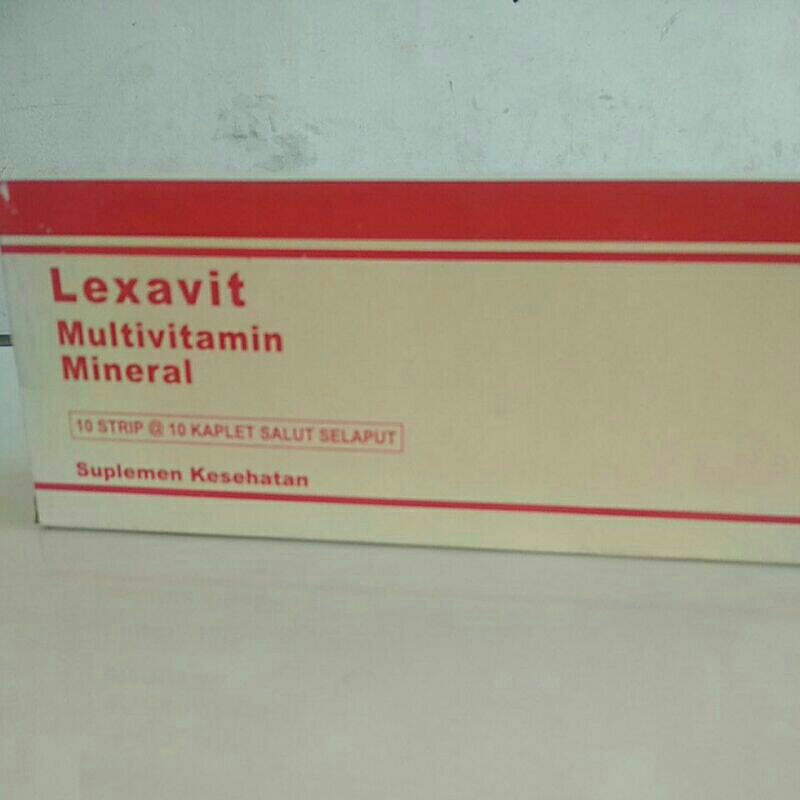 Lexavit
Multivitamin
Mineral
10 STRIP @ 10 KAPLET SALUT SELAPUT
Suplemen Kesehatan